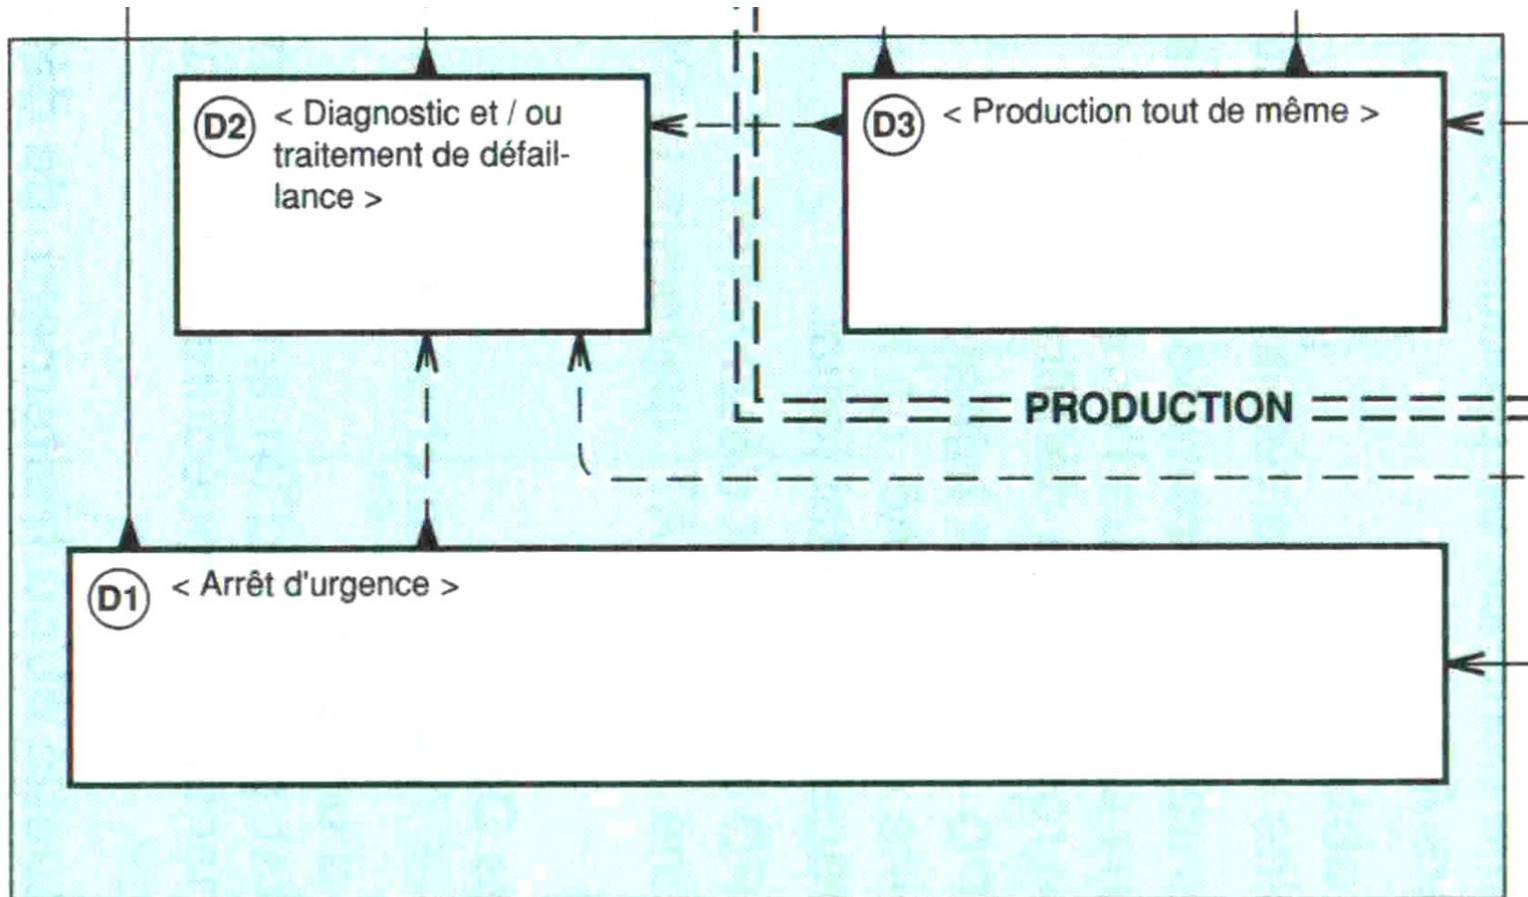 D2 < Diagnostic et / ou
traitement de défail-
lance >
D3 < Production tout de même >
PRODUCTION
D1 < Arrêt d'urgence >